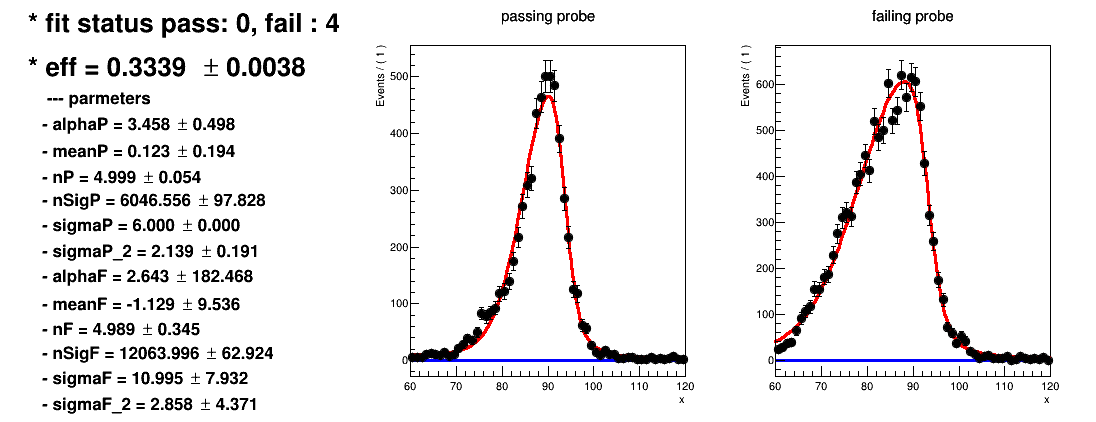 * fit status pass: 0, fail : 4
* eff = 0.3339 ± 0.0038
--- parmeters
- alphaP = 3.458 ± 0.498
- meanP = 0.123 ± 0.194
- nP = 4.999 ± 0.054
- nSigP = 6046.556 ± 97.828
- sigmaP = 6.000 ± 0.000
- sigmaP_2 = 2.139 ± 0.191
- alphaF = 2.643 ± 182.468
- meanF = -1.129 ± 9.536
- nF = 4.989 ± 0.345
- nSigF = 12063.996 ± 62.924
- sigmaF = 10.995 ± 7.932
- sigmaF_2 = 2.858 ± 4.371
passing probe
Events / ( 1 )
500
400
300
200
100
0
60 70 80 90 100 110 120
x
failing probe
Events / ( 1 )
600
500
400
300
200
100
0
60 70 80 90 100 110 120
x